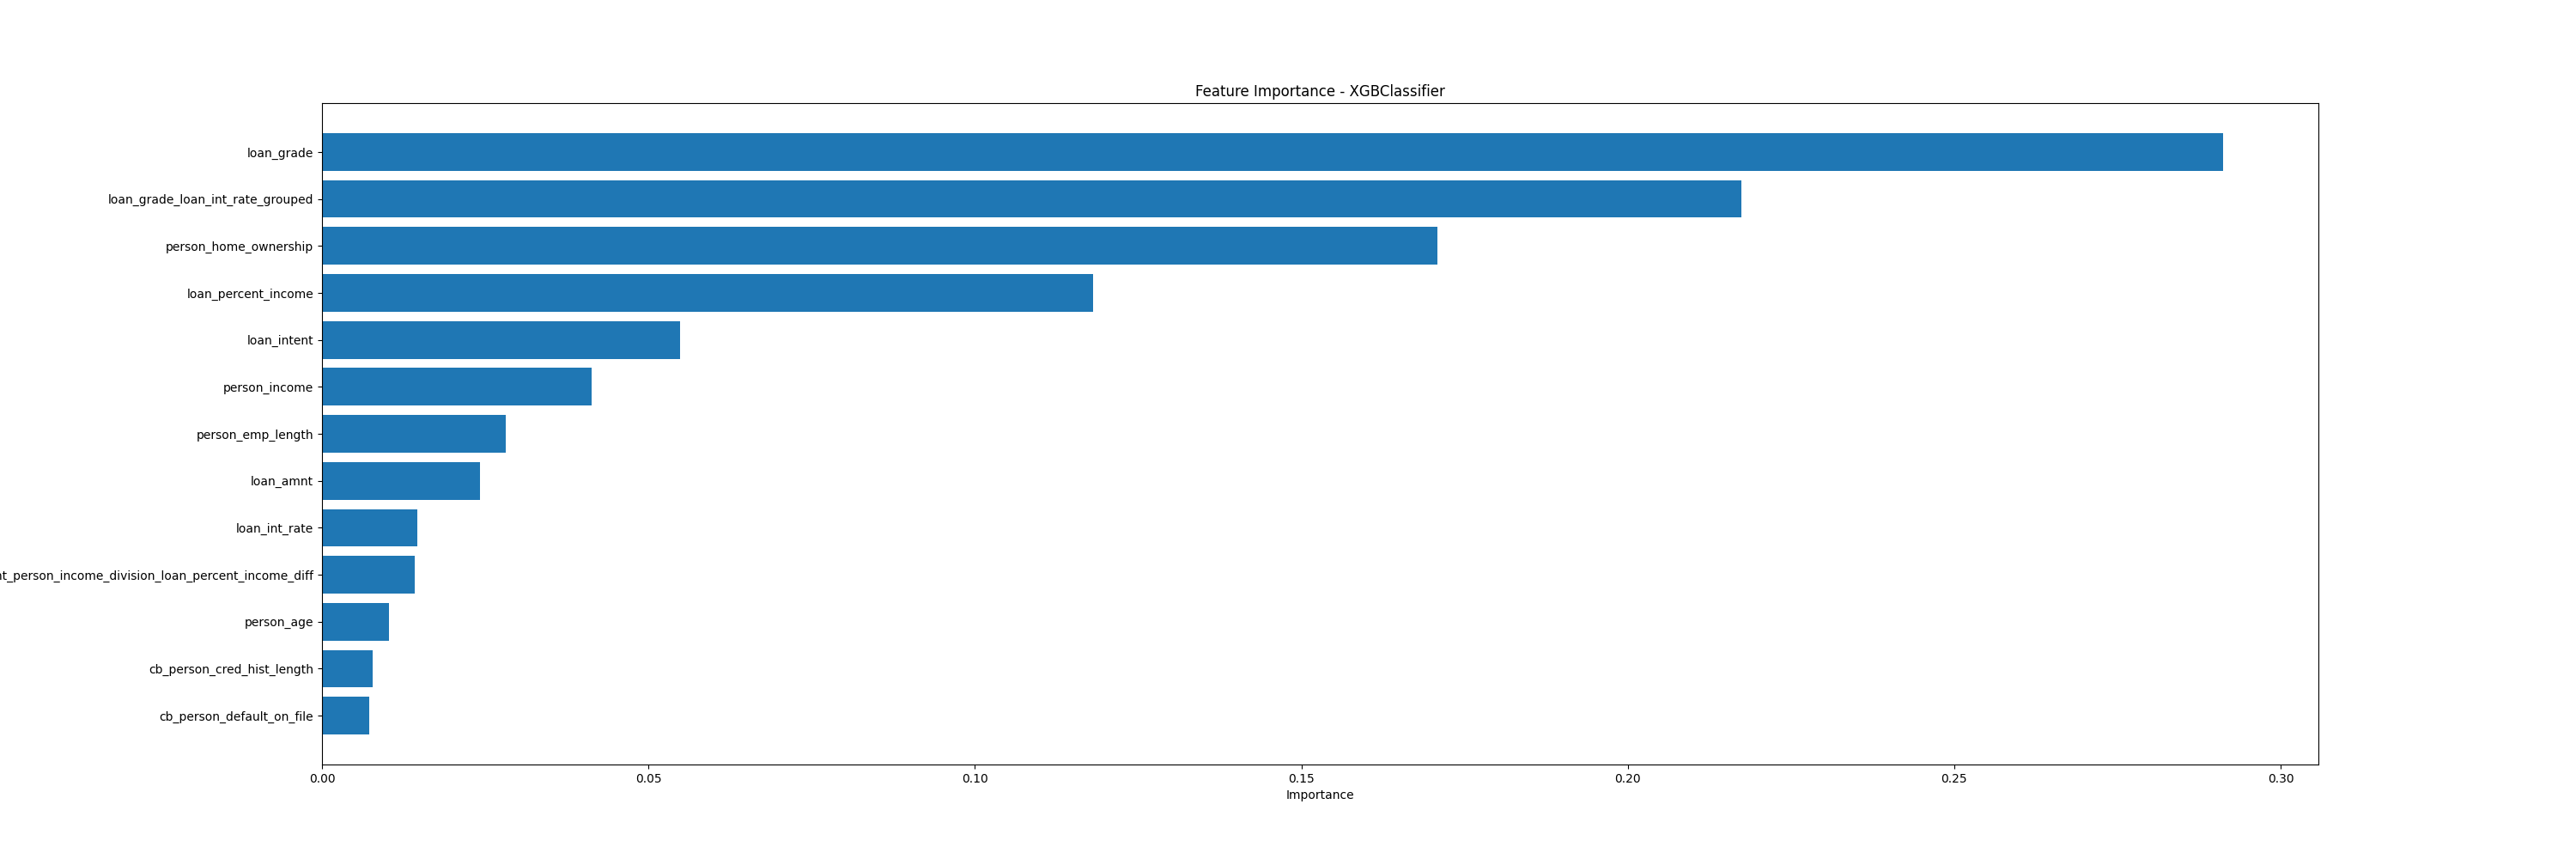 Feature Importance - XGBClassifier
loan_grade
loan_grade_loan_int_rate_grouped
person_home_ownership
loan_percent_income
loan_intent
person_income
person_emp_length
loan_amnt
loan_int_rate
t_person_income_division_loan_percent_income_diff
person_age
cb_person_cred_hist_length
cb_person_default_on_file
0.00 0.05 0.10 0.15 0.20 0.25 0.30
Importance